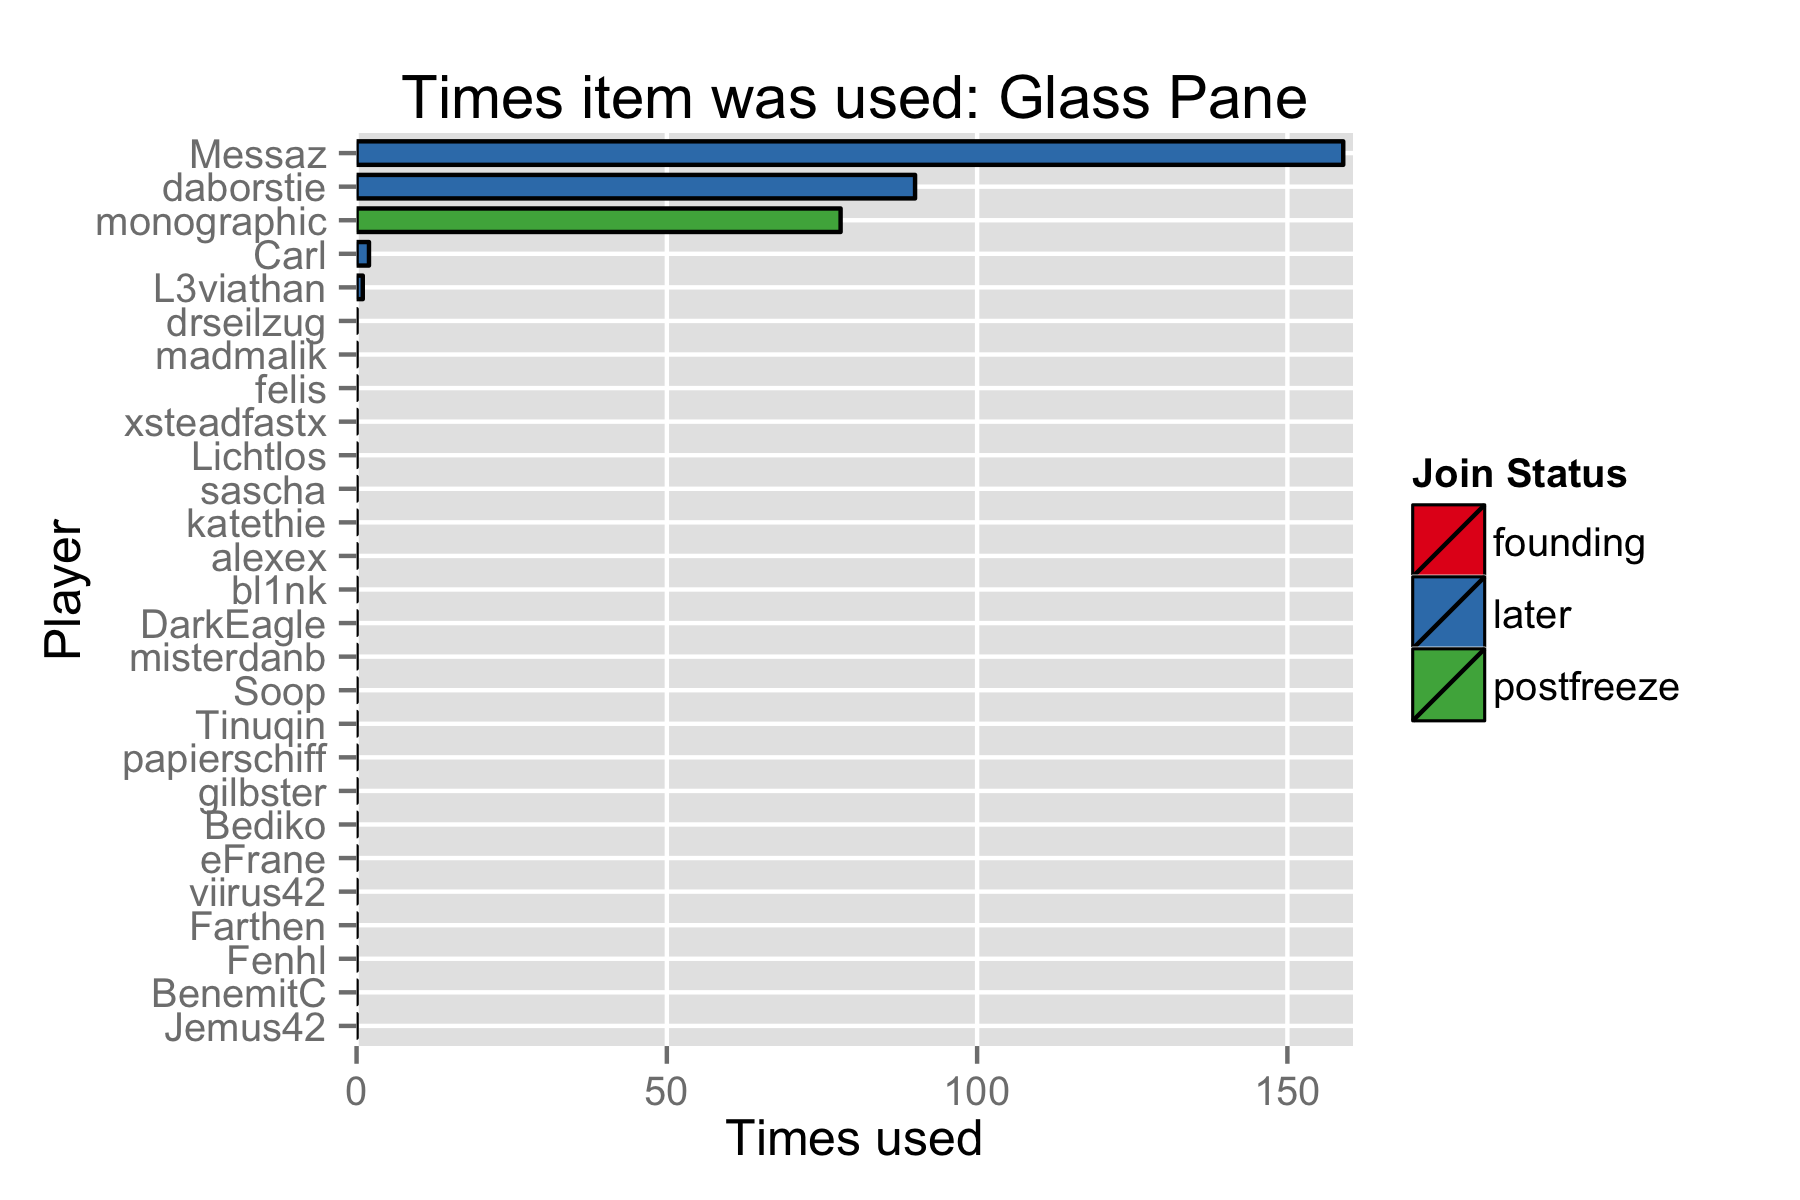 Times item was used: Glass Pane
Messaz
daborstie
monographic
Carl
L3viathan
drseilzug
madmalik
felis
xsteadfastx
Lichtlos
sascha
katethie
alexex
bl1nk
DarkEagle
misterdanb
Soop
Tinuqin
papierschiff
gilbster
Bediko
eFrane
viirus42
Farthen
Fenhl
BenemitC
Jemus42
Player
0 50 100 150
Times used
Join Status
founding
later
postfreeze